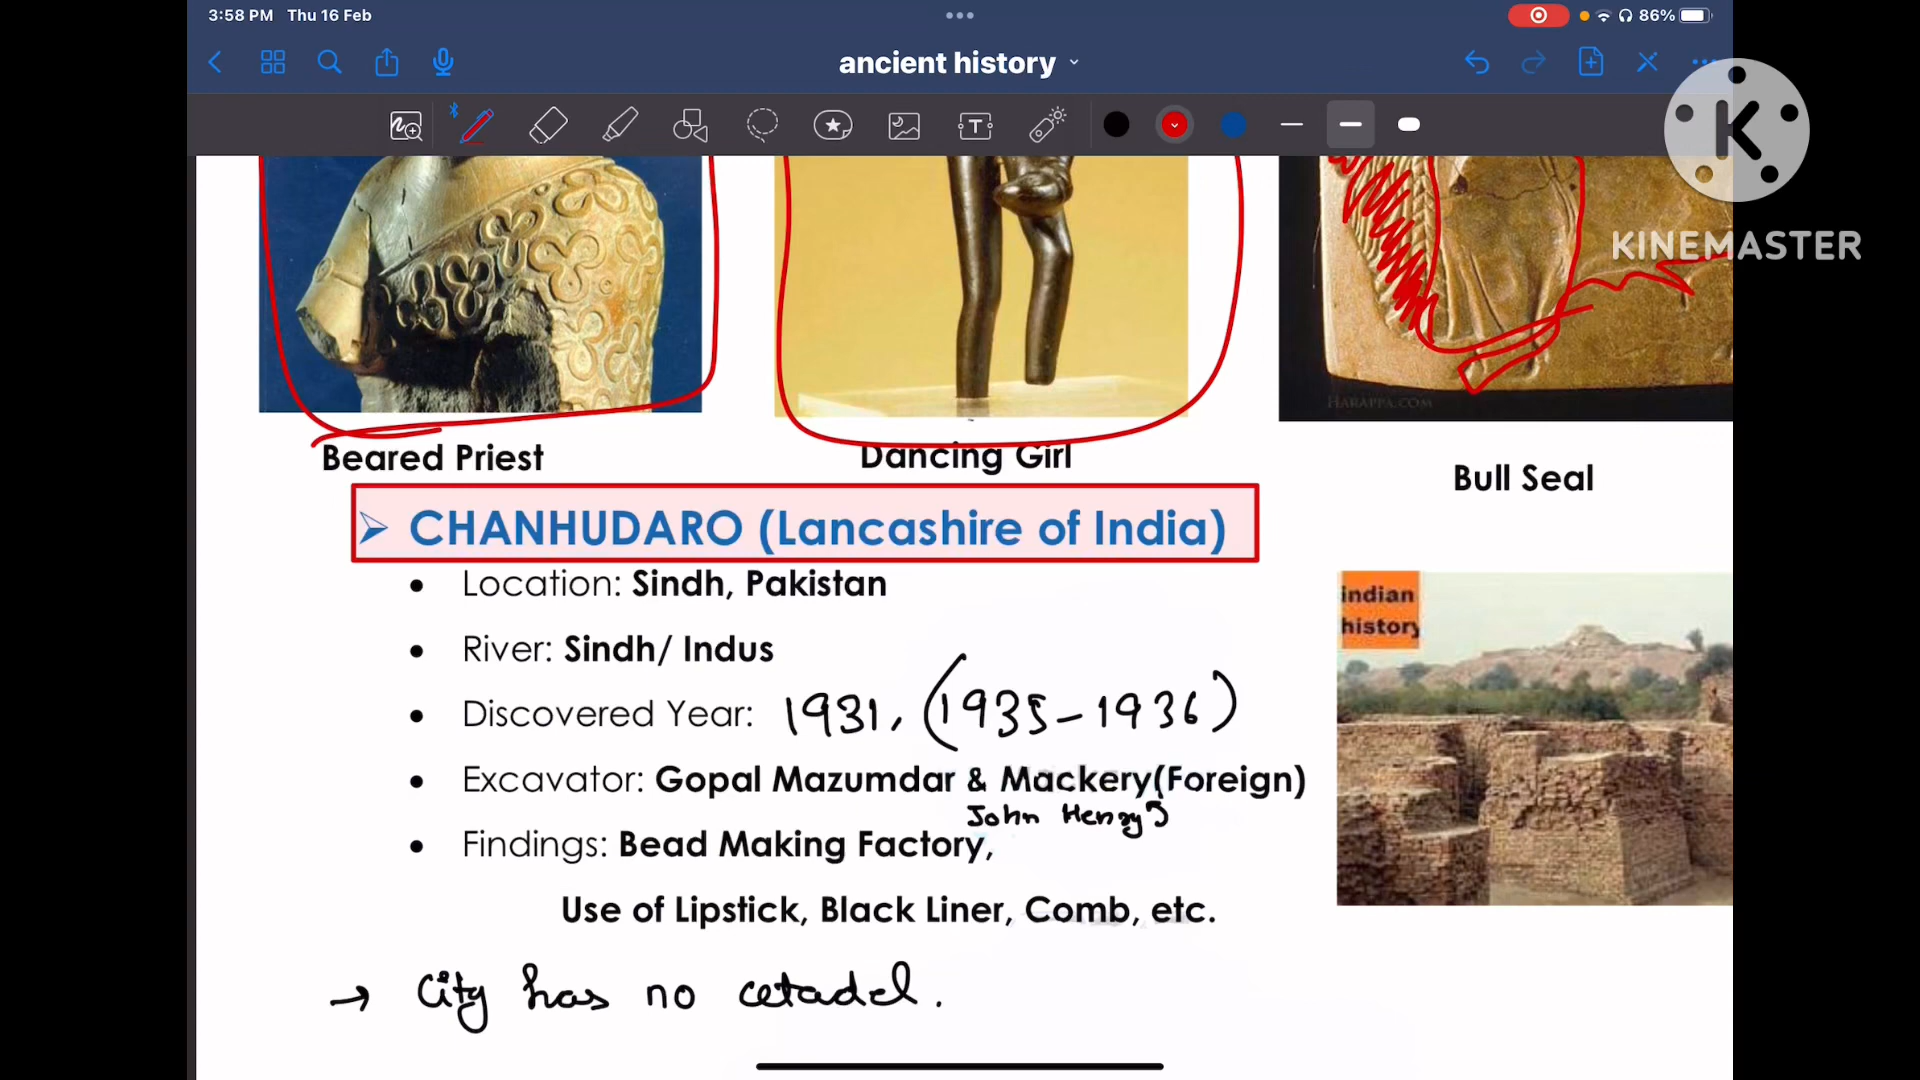 3:58 PM Thu 16 Feb
86%
ancient history
K
KINEMASTER
T
HARAPPA.COM
Beared Priest
Dancing Girl
Bull Seal
➢ CHANHUDARO (Lancashire of India)
• Location: Sindh, Pakistan
• River: Sindh/ Indus
• Discovered Year: 1931, (1935-1936)
• Excavator: Gopal Mazumdar & Mackery(Foreign)
John Henry
• Findings: Bead Making Factory,
Use of Lipstick, Black Liner, Comb, etc.
→ City has no cetadel.
indian
history